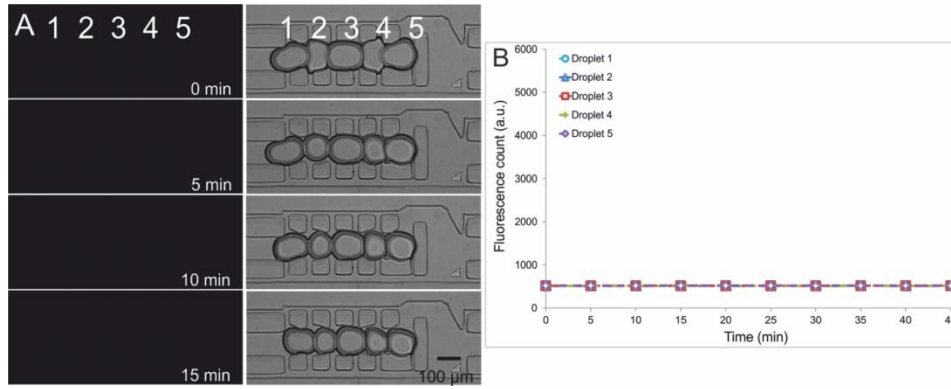 A 1 2 3 4 5
1 2 3 4 5
0 min
5 min
10 min
15 min
100 µm
B
Fluorescence count (a.u.)
6000
5000
4000
3000
2000
1000
0
Droplet 1
Droplet 2
Droplet 3
Droplet 4
Droplet 5
0 5 10 15 20 25 30 35 40
Time (min)